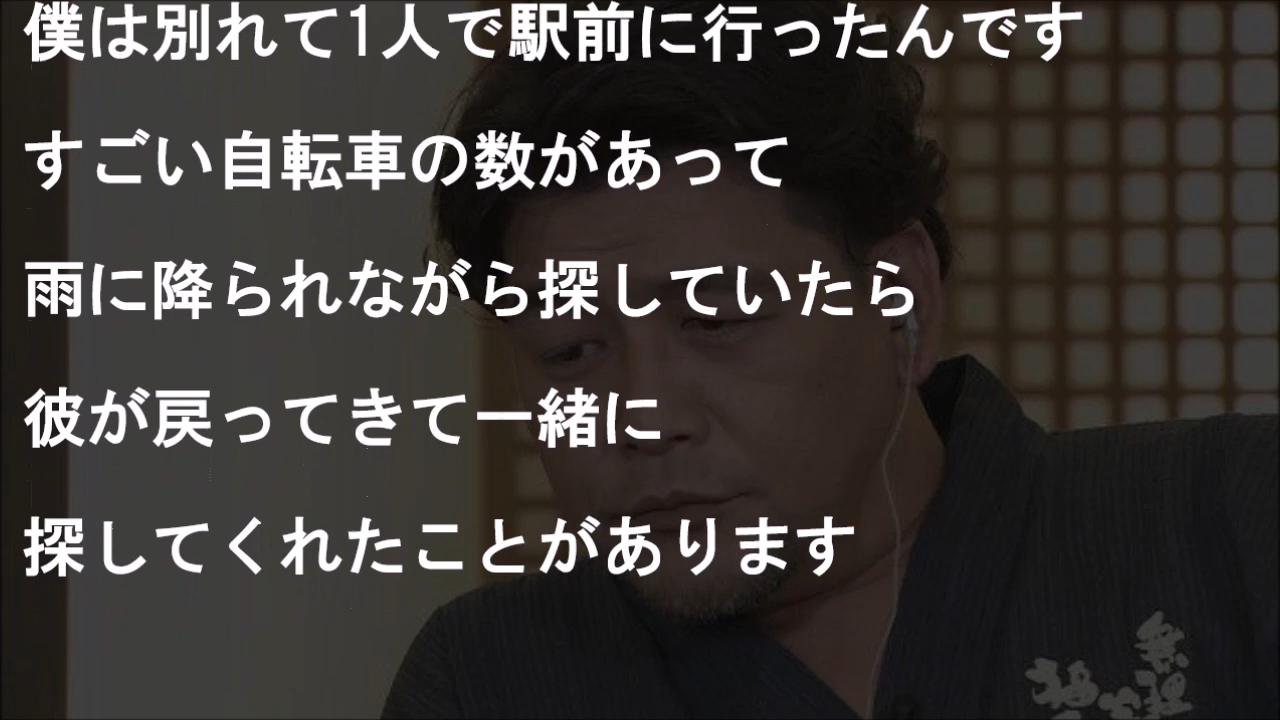 僕は別れて1人で駅前に行ったんです
すごい自転車の数があって
雨に降られながら探していたら
彼が戻ってきて一緒に
探してくれたことがあります
無理